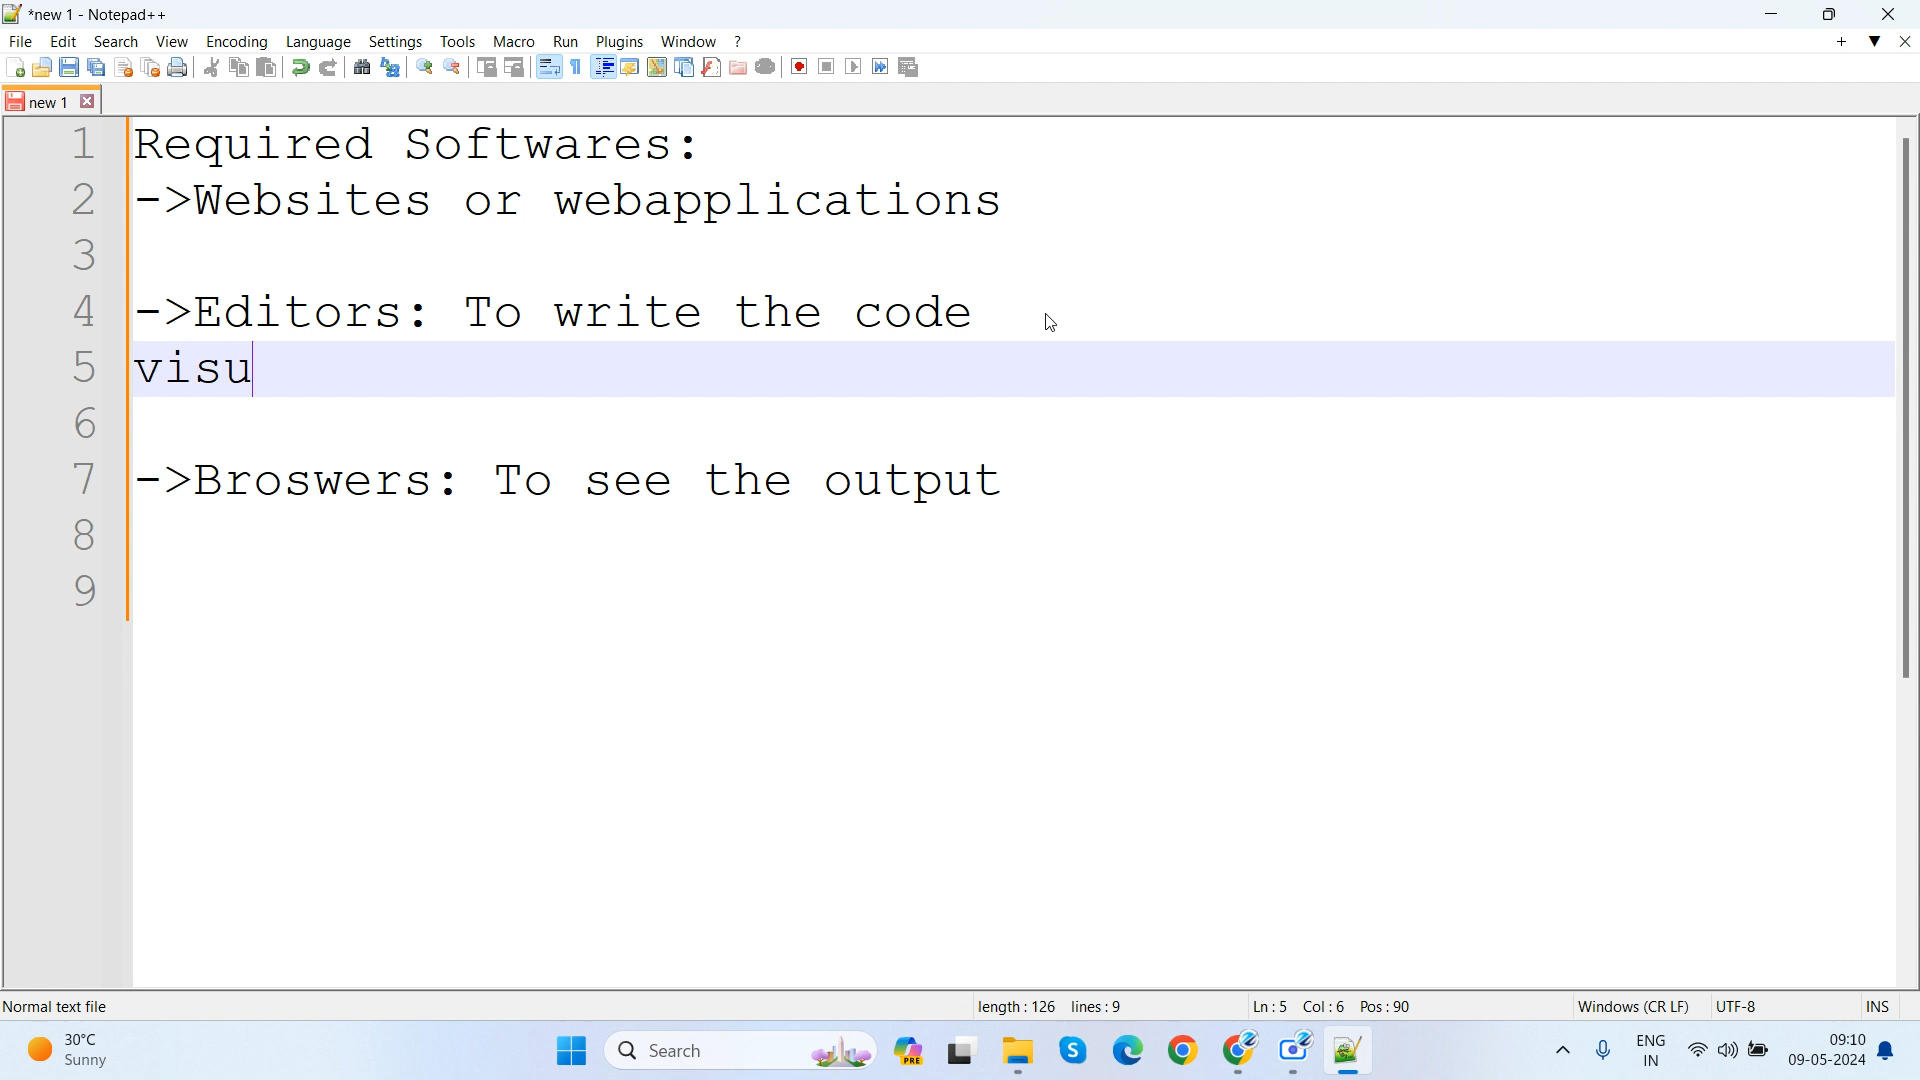 *new 1 - Notepad++
File Edit Search View Encoding Language Settings Tools Macro Run Plugins Window ?
new 1
1 Required Softwares:
2 ->Websites or webapplications
3
4 ->Editors: To write the code
5 visu
6
7 ->Broswers: To see the output
8
9
Normal text file length : 126 lines : 9 Ln : 5 Col : 6 Pos : 90 Windows (CR LF) UTF-8 INS
30°C
Sunny
Search
PRE
ENG
IN
09:10
09-05-2024